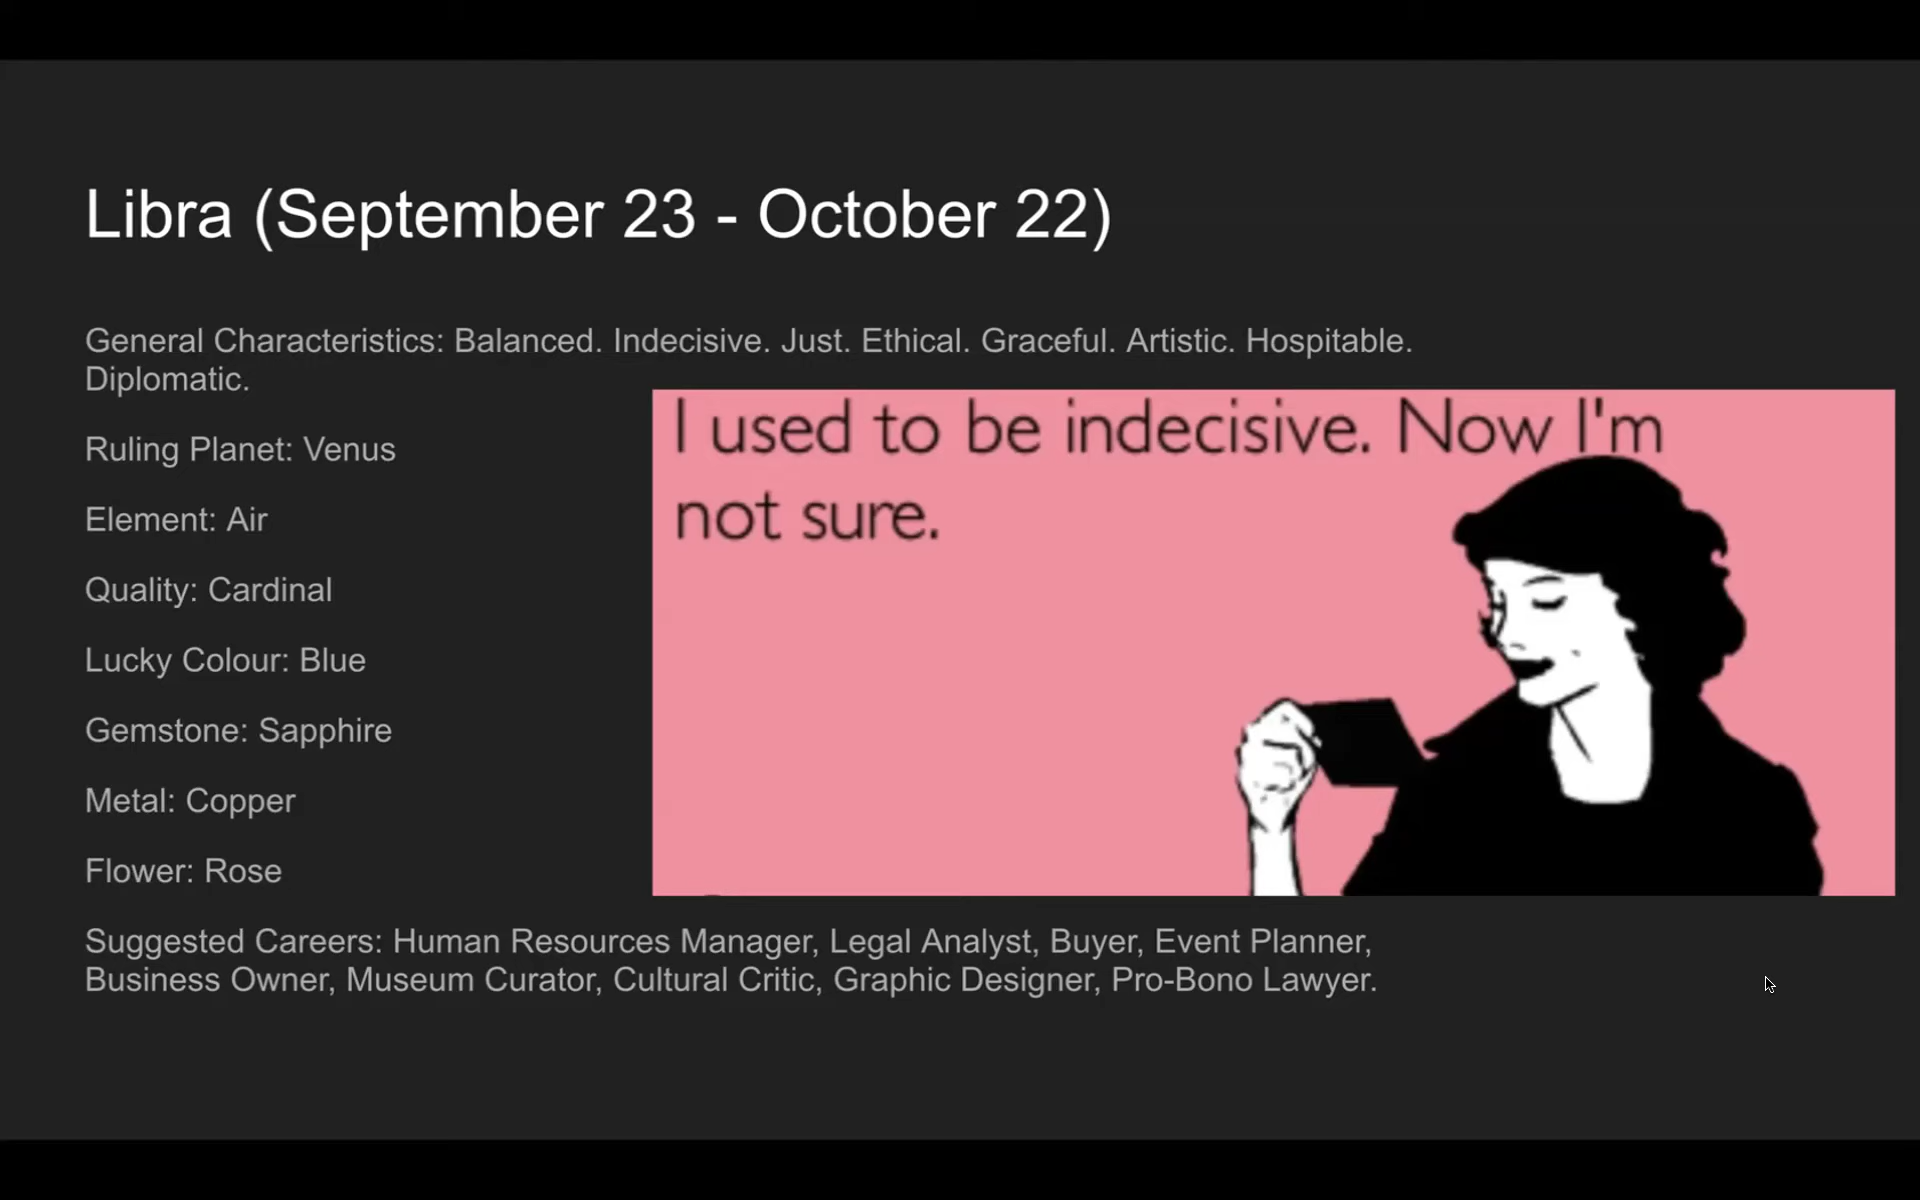 Libra (September 23 - October 22)
General Characteristics: Balanced. Indecisive. Just. Ethical. Graceful. Artistic. Hospitable.
Diplomatic.
Ruling Planet: Venus
Element: Air
Quality: Cardinal
Lucky Colour: Blue
Gemstone: Sapphire
Metal: Copper
Flower: Rose
Suggested Careers: Human Resources Manager, Legal Analyst, Buyer, Event Planner,
Business Owner, Museum Curator, Cultural Critic, Graphic Designer, Pro-Bono Lawyer.
I used to be indecisive. Now I'm
not sure.